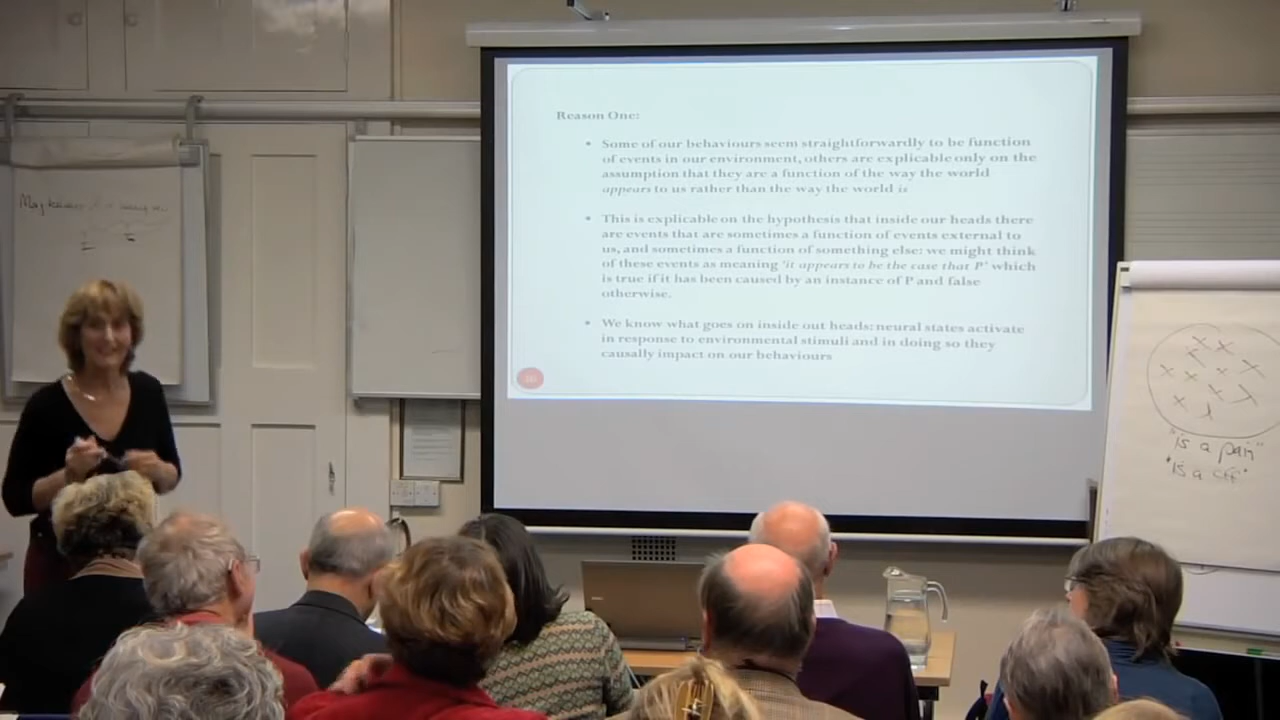 May
Reason One:
• Some of our behaviours seem straightforwardly to be function
of events in our environment, others are explicable only on the
assumption that they are a function of the way the world
appears to us rather than the way the world is
• This is explicable on the hypothesis that inside our heads there
are events that are sometimes a function of events external to
us, and sometimes a function of something else: we might think
of these events as meaning 'it appears to be the case that P' which
is true if it has been caused by an instance of P and false
otherwise.
• We know what goes on inside out heads: neural states activate
in response to environmental stimuli and in doing so they
causally impact on our behaviours
"is a pain"
"is a cff"